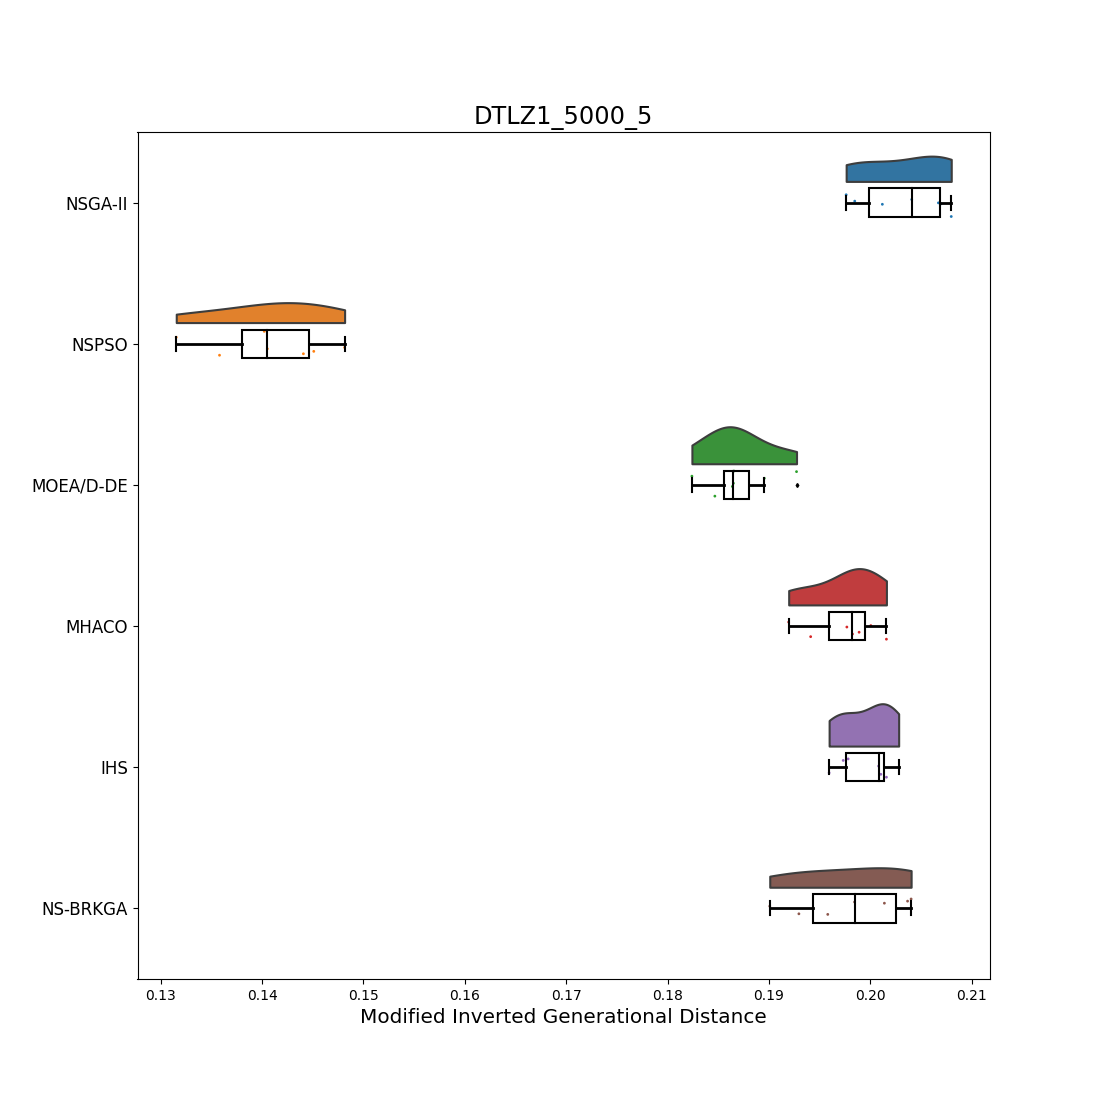 DTLZ1_5000_5
NSGA-II
NSPSO
MOEA/D-DE
MHACO
IHS
NS-BRKGA
0.13 0.14 0.15 0.16 0.17 0.18 0.19 0.20 0.21
Modified Inverted Generational Distance